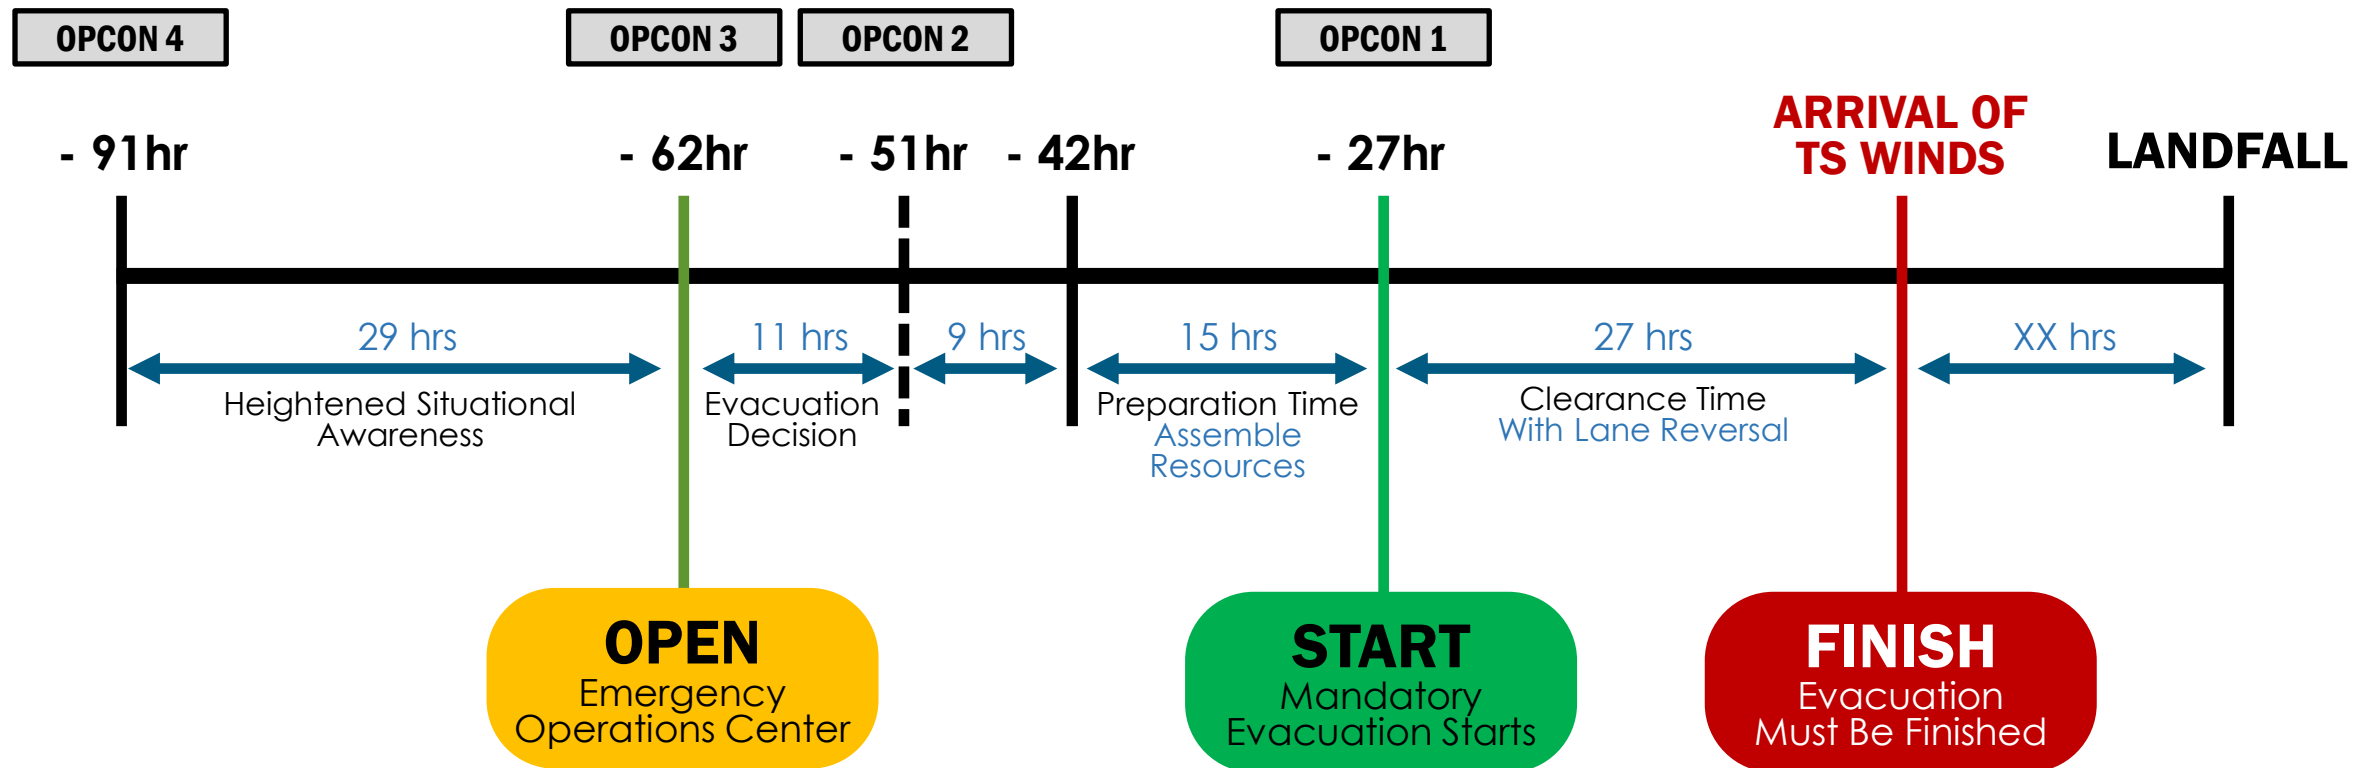 OPCON 4
OPCON 3
OPCON 2
OPCON 1
- 91hr
- 62hr
- 51hr
- 42hr
- 27hr
ARRIVAL OF
TS WINDS
LANDFALL
29 hrs
Heightened Situational
Awareness
11 hrs
Evacuation
Decision
9 hrs
15 hrs
Preparation Time
Assemble
Resources
27 hrs
Clearance Time
With Lane Reversal
XX hrs
OPEN
Emergency
Operations Center
START
Mandatory
Evacuation Starts
FINISH
Evacuation
Must Be Finished